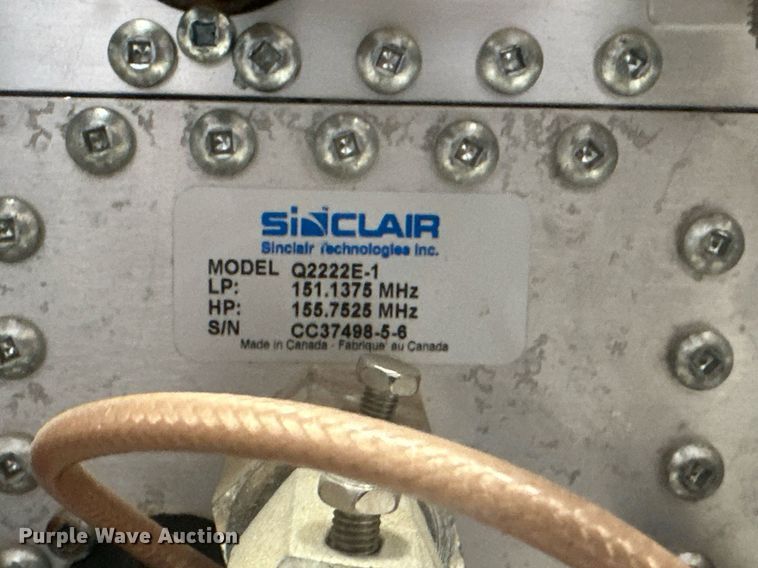 SiNCLAIR
Sinclair Technologies Inc.
MODEL Q2222E-1
LP: 151.1375 MHz
HP: 155.7525 MHz
S/N CC37498-5-6
Made in Canada - Fabrique au Canada
Purple Wave Auction